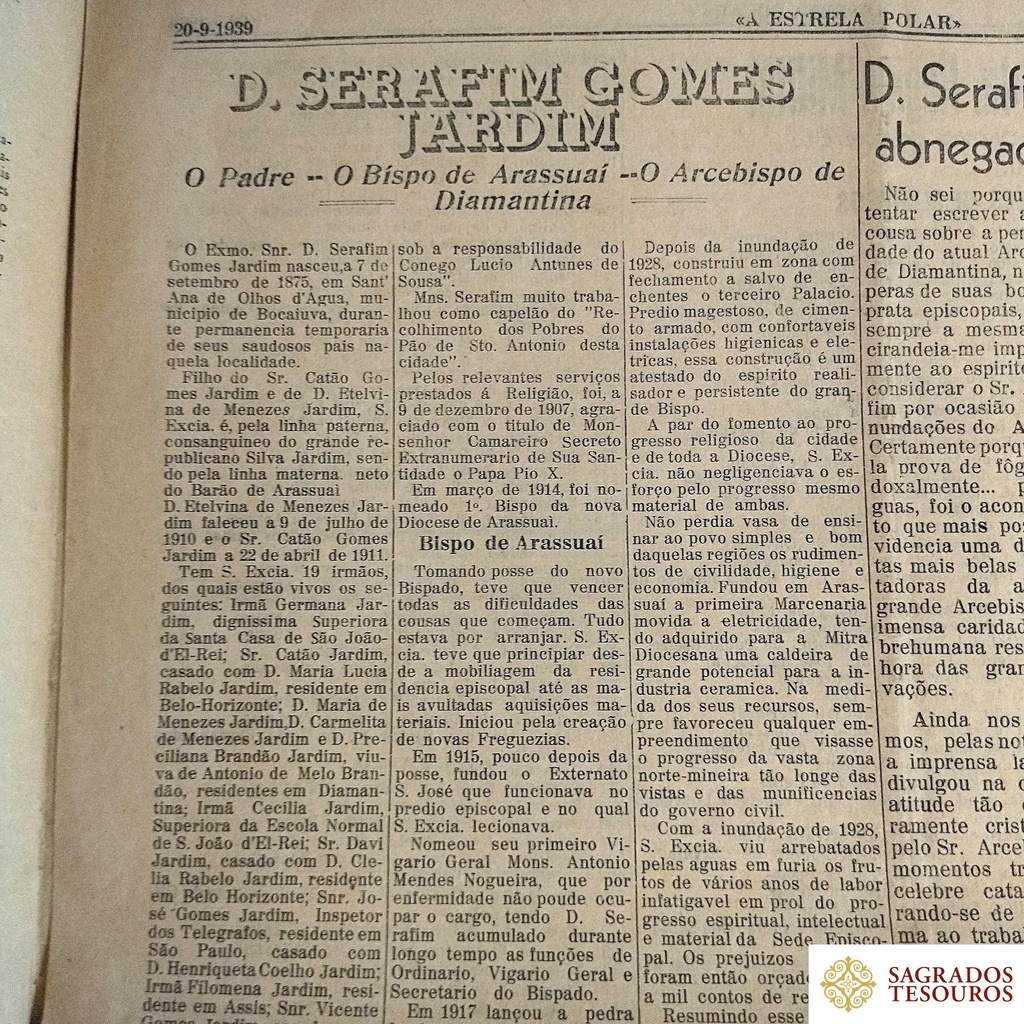 20-9-1939
«A ESTRELA POLAR»
D. SERAFIM GOMES
JARDIM
O Padre -- O Bispo de Arassuaí --O Arcebispo de
Diamantina
O Exmo. Snr. D. Serafim
Gomes Jardim nasceu,a 7 de
setembro de 1875, em Sant'
Ana de Olhos d'Agua, mu-
nicipio de Bocaiuva, duran-
te permanencia temporaria
de seus saudosos pais na-
quela localidade.
Filho do Sr. Catão Go-
mes Jardim e de D. Etelvi-
na de Menezes Jardim, S.
Excia. é, pela linha paterna,
consanguineo do grande re-
publicano Silva Jardim, sen-
do pela linha materna neto
do Barão de Arassuaí
D. Etelvina de Menezes Jar-
dim faleceu a 9 de julho de
1910 e o Sr. Catão Gomes
Jardim a 22 de abril de 1911.
Tem S. Excia. 19 irmãos,
dos quais estão vivos os se-
guintes: Irmã Germana Jar-
dim, dignissima Superiora
da Santa Casa de São João-
d'El-Rei; Sr. Catão Jardim,
casado com D. Maria Lucia
Rabelo Jardim, residente em
Belo-Horizonte; D. Maria de
Menezes Jardim,D. Carmelita
de Menezes Jardim e D. Pre-
ciliana Brandão Jardim, viu-
va de Antonio de Melo Bran-
dão, residentes em Diaman-
tina; Irmã Cecilia Jardim,
Superiora da Escola Normal
de S. João d'El-Rei; Sr. Davi
Jardim, casado com D. Cle-
lia Rabelo Jardim, residente
em Belo Horizonte; Snr. Jo-
sé Gomes Jardim, Inspetor
dos Telegrafos, residente em
São Paulo, casado com
D. Henriqueta Coelho Jardim;
Irmã Filomena Jardim, resi-
dente em Assis; Snr. Vicente
Gomes Jardim
sob a responsabilidade do
Conego Lucio Antunes de
Sousa".
Mns. Serafim muito traba-
lhou como capelão do "Re-
colhimento dos Pobres do
Pão de Sto. Antonio desta
cidade".
Pelos relevantes serviços
prestados á Religião, foi, a
9 de dezembro de 1907, agra-
ciado com o titulo de Mon-
senhor Camareiro Secreto
Extranumerario de Sua San-
tidade o Papa Pio X.
Em março de 1914, foi no-
meado 1º. Bispo da nova
Diocese de Arassuaí.
Bispo de Arassuaí
Tomando posse do novo
Bispado, teve que vencer
todas as dificuldades das
cousas que começam. Tudo
estava por arranjar. S. Ex-
cia. teve que principiar des-
de a mobiliagem da resi-
dencia episcopal até as ma-
is avultadas aquisições ma-
teriais. Iniciou pela creação
de novas Freguezias.
Em 1915, pouco depois da
posse, fundou o Externato
S. José que funcionava no
predio episcopal e no qual
S. Excia. lecionava.
Nomeou seu primeiro Vi-
gario Geral Mons. Antonio
Mendes Nogueira, que por
enfermidade não poude ocu-
par o cargo, tendo D. Se-
rafim acumulado durante
longo tempo as funções de
Ordinario, Vigario Geral e
Secretario do Bispado.
Em 1917 lançou a pedra
Depois da inundação de
1928, construiu em zona com
fechamento a salvo de en-
chentes o terceiro Palacio.
Predio magestoso, de cimen-
to armado, com confortaveis
instalações higienicas e ele-
tricas, essa construção é um
atestado do espirito reali-
sador e persistente do gran-
de Bispo.
A par do fomento ao pro-
gresso religioso da cidade
e de toda a Diocese, S. Ex-
cia. não negligenciava o es-
forço pelo progresso mesmo
material de ambas.
Não perdia vasa de ensi-
nar ao povo simples e bom
daquelas regiões os rudimen-
tos de civilidade, higiene e
economia. Fundou em Aras-
suaí a primeira Marcenaria
movida a eletricidade, ten-
do adquirido para a Mitra
Diocesana uma caldeira de
grande potencial para a in-
dustria ceramica. Na medi-
da dos seus recursos, sem-
pre favoreceu qualquer em-
preendimento que visasse
o progresso da vasta zona
norte-mineira tão longe das
vistas e das munificencias
do governo civil.
Com a inundação de 1928,
S. Excia. viu arrebatados
pelas aguas em furia os fru-
tos de vários anos de labor
infatigavel em prol do pro-
gresso espiritual, intelectual
e material da Sede Episco-
pal. Os prejuizos
foram então orçad
a mil contos de re
Resumindo esse
D. Serafi
abnegaç
Não sei porqu
tentar escrever a
cousa sobre a per
dade do atual Arc
de Diamantina, n
peras de suas bo
prata episcopais,
sempre a mesma
cirandeia-me imp
mente ao espirito
considerar o Sr.
fim por ocasião
nundações do A
Certamente porq
la prova de fôg
doxalmente... p
guas, foi o acon
to que mais pos
videncia uma d
tas mais belas
tadoras da a
grande Arcebis
imensa caridad
brehumana res
hora das gran
vações.
Ainda nos
mos, pelas not
a imprensa la
divulgou na c
atitude tão
ramente crist
pelo Sr. Arce
momentos tr
celebre cata
rando-se de
ma ao trabal
SAGRADOS
TESOUROS